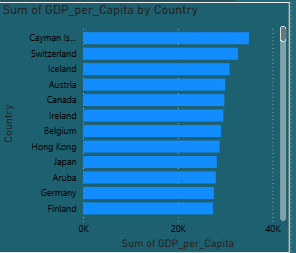 Sum of GDP_per_Capita by Country
Country
Cayman Is...
Switzerland
Iceland
Austria
Canada
Ireland
Belgium
Hong Kong
Japan
Aruba
Germany
Finland
0K 20K 40K
Sum of GDP_per_Capita